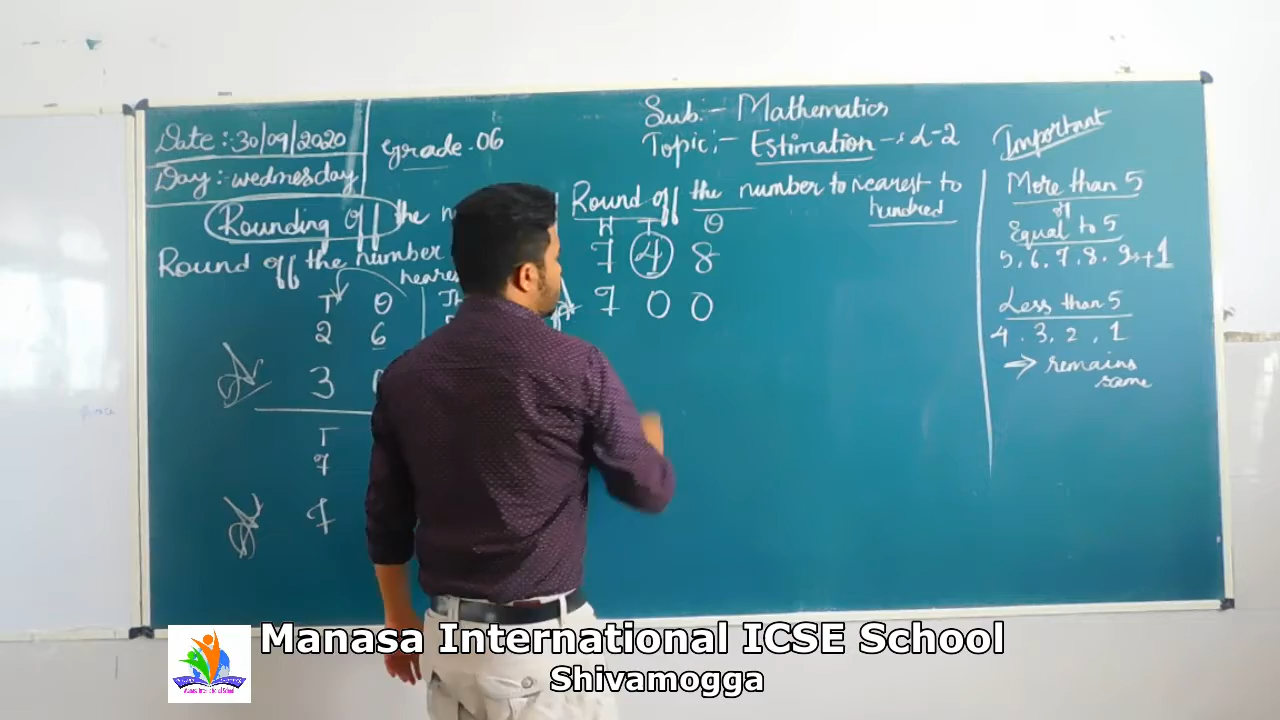 Date :- 30/09/2020
Day :- wednesday
Grade - 06
Sub :- Mathematics
Topic :- Estimation - : L-2
Rounding off the
Round off the number
T O
2 6
3
T
7
7
Round off the number to nearest to
hundred
H T O
7 4 8
7 0 0
Important
More than 5
or
Equal to 5
5, 6, 7, 8, 9 → +1
Less than 5
4, 3, 2, 1
→ remains
same
Manasa International ICSE School
Shivamogga